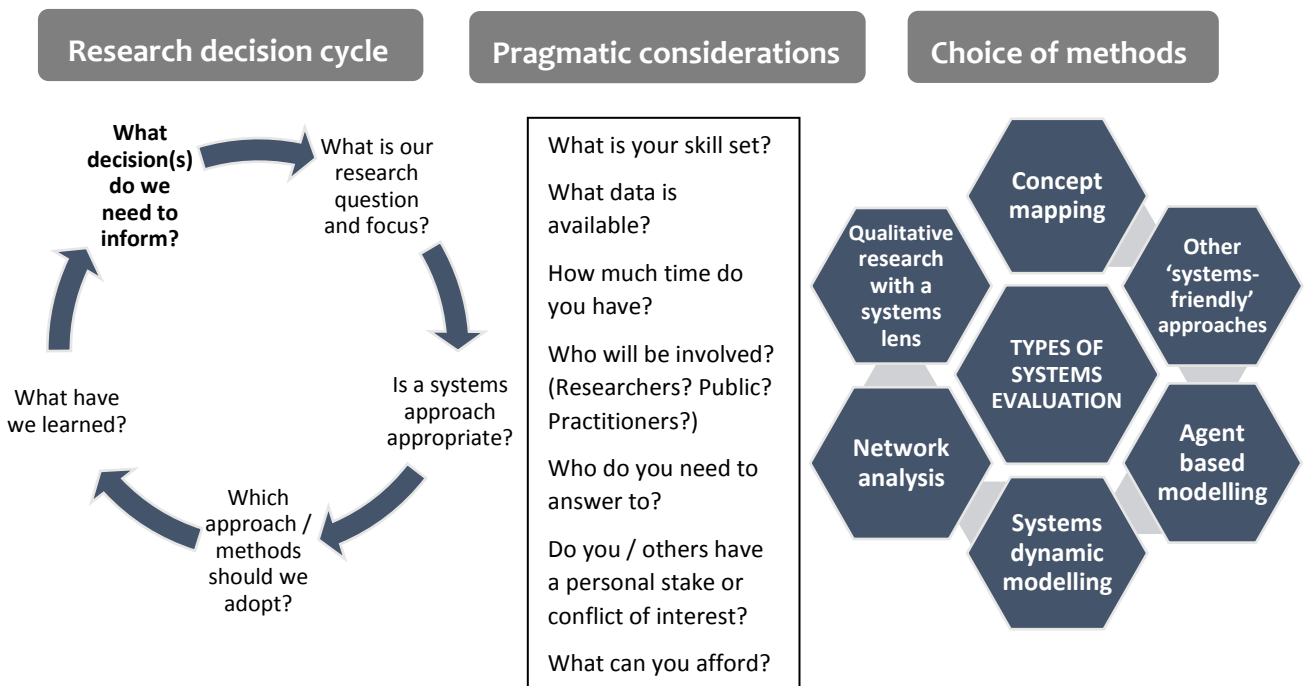 Research decision cycle
Pragmatic considerations
Choice of methods
What
decision(s)
do we
need to
inform?
What is our
research
question
and focus?
Is a systems
approach
appropriate?
Which
approach /
methods
should we
adopt?
What have
we learned?
What is your skill set?
What data is
available?
How much time do
you have?
Who will be involved?
(Researchers? Public?
Practitioners?)
Who do you need to
answer to?
Do you / others have
a personal stake or
conflict of interest?
What can you afford?
Concept
mapping
Other
‘systems-
friendly’
approaches
Agent
based
modelling
Systems
dynamic
modelling
Network
analysis
Qualitative
research
with a
systems
lens
TYPES OF
SYSTEMS
EVALUATION